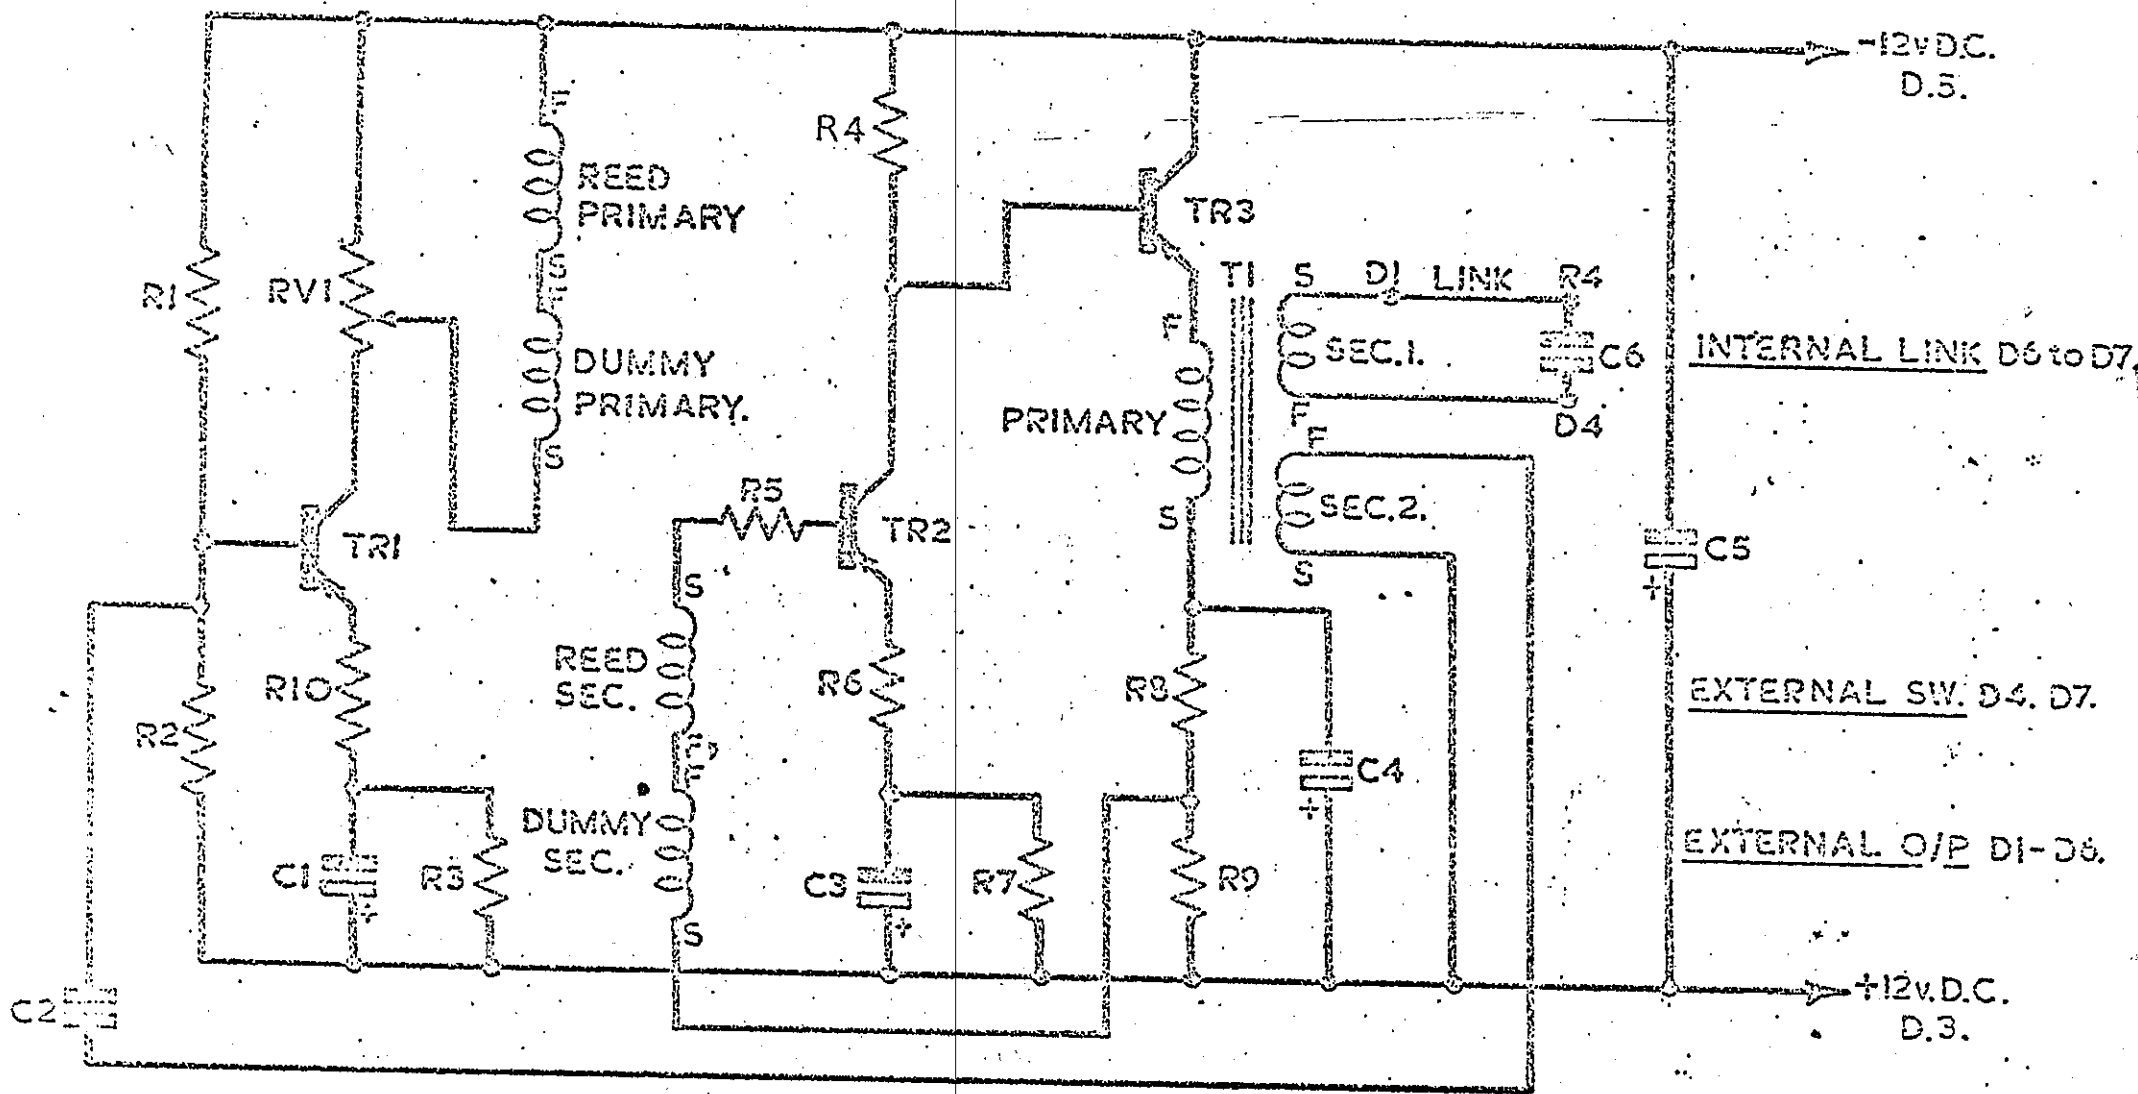 -12v D.C.
D.5.
F
R4
REED
PRIMARY
S
F
TR3
R1
RV1
T1
S
D1
LINK
R4
F
SEC.1.
C6
INTERNAL LINK D6 to D7.
DUMMY
PRIMARY.
S
PRIMARY
F
D4
F
R5
S
SEC.2.
TR1
TR2
C5
S
S
+
REED
SEC.
R10
R6
R8
EXTERNAL SW. D4. D7.
R2
F
F
C4
+
DUMMY
SEC.
EXTERNAL O/P D1-D6.
C1
R3
C3
R7
R9
+
+
S
C2
+12v.D.C.
D.3.